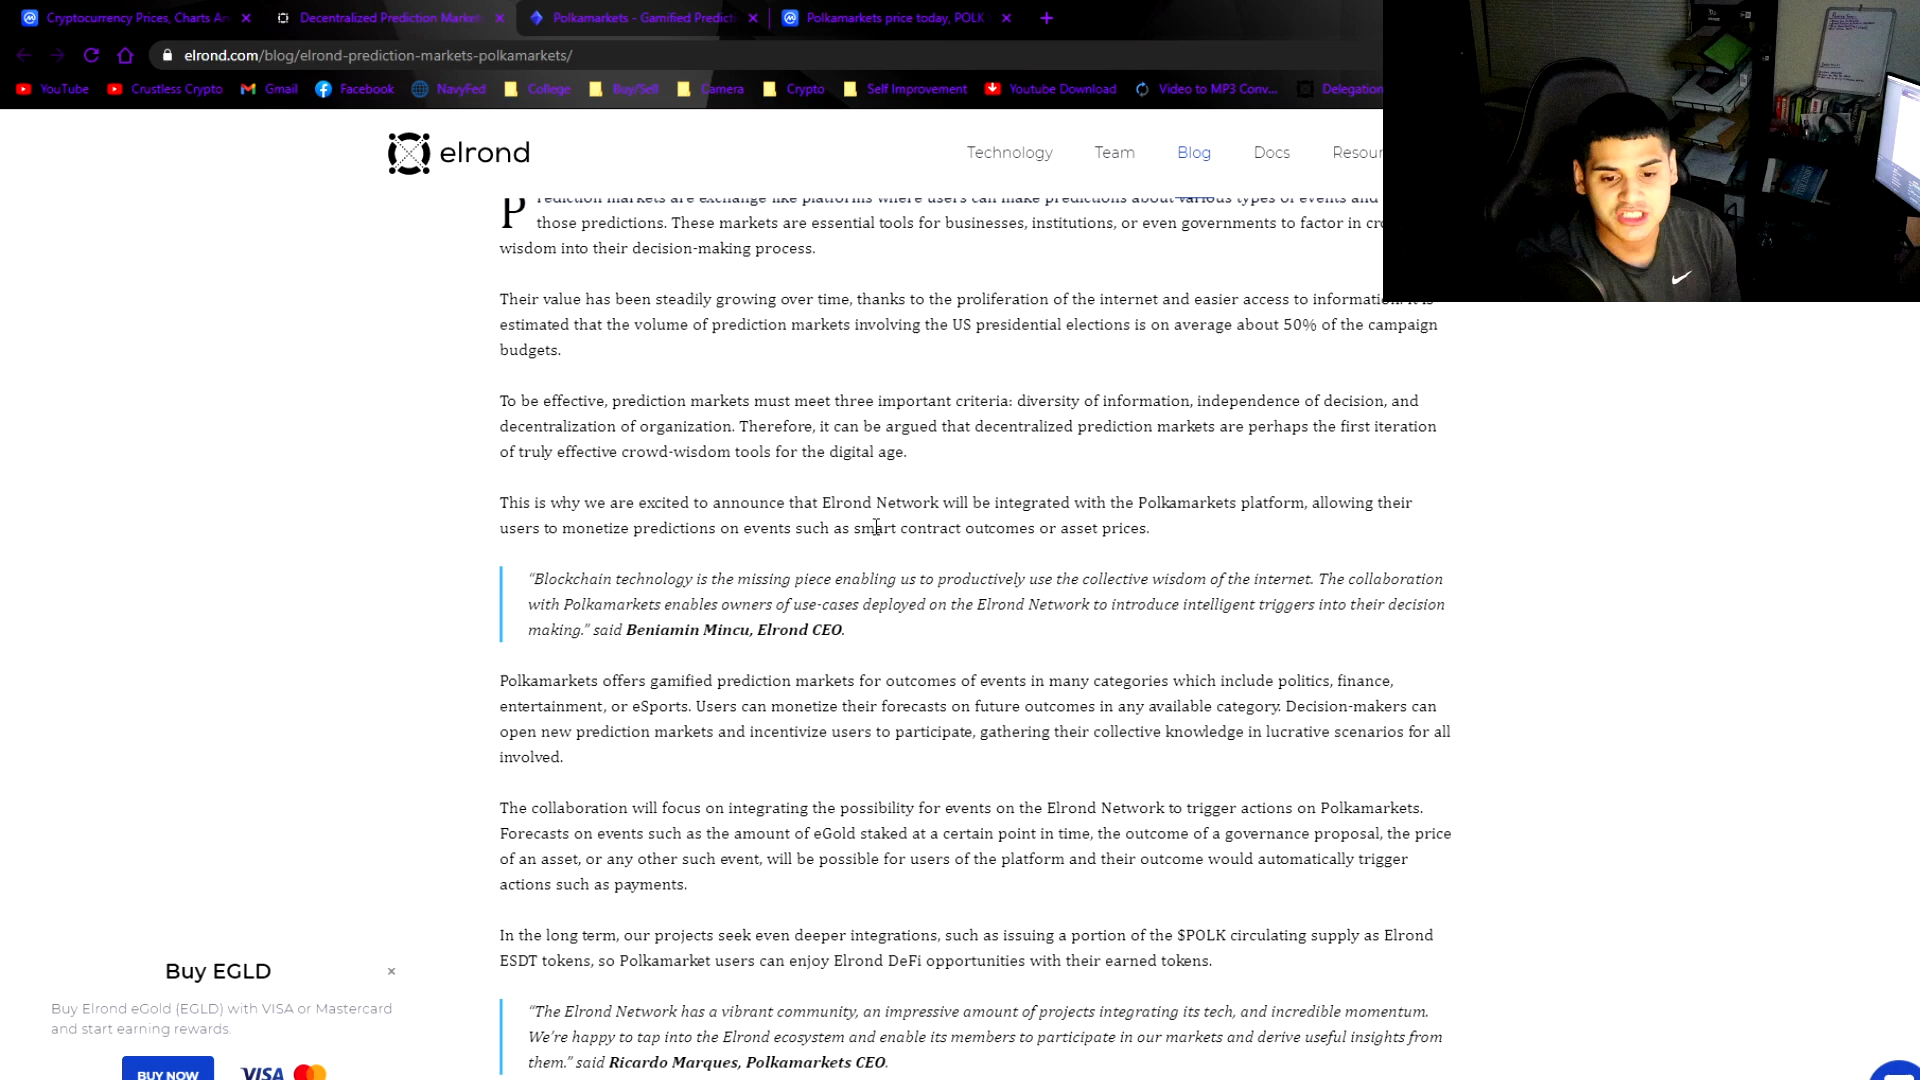 Cryptocurrency Prices, Charts An
Decentralized Prediction Market
Polkamarkets - Gamified Predicti
Polkamarkets price today, POLK
elrond.com/blog/elrond-prediction-markets-polkamarkets/
YouTube
Crustless Crypto
Gmail
Facebook
NavyFed
College
Buy/Sell
Camera
Crypto
Self Improvement
Youtube Download
Video to MP3 Conv...
Delegation
elrond
Technology
Team
Blog
Docs
Resour
Prediction markets are exchange like platforms where users can make predictions about various types of events and
those predictions. These markets are essential tools for businesses, institutions, or even governments to factor in cro
wisdom into their decision-making process.
Their value has been steadily growing over time, thanks to the proliferation of the internet and easier access to information. It is
estimated that the volume of prediction markets involving the US presidential elections is on average about 50% of the campaign
budgets.
To be effective, prediction markets must meet three important criteria: diversity of information, independence of decision, and
decentralization of organization. Therefore, it can be argued that decentralized prediction markets are perhaps the first iteration
of truly effective crowd-wisdom tools for the digital age.
This is why we are excited to announce that Elrond Network will be integrated with the Polkamarkets platform, allowing their
users to monetize predictions on events such as smart contract outcomes or asset prices.
“Blockchain technology is the missing piece enabling us to productively use the collective wisdom of the internet. The collaboration
with Polkamarkets enables owners of use-cases deployed on the Elrond Network to introduce intelligent triggers into their decision
making.” said Beniamin Mincu, Elrond CEO.
Polkamarkets offers gamified prediction markets for outcomes of events in many categories which include politics, finance,
entertainment, or eSports. Users can monetize their forecasts on future outcomes in any available category. Decision-makers can
open new prediction markets and incentivize users to participate, gathering their collective knowledge in lucrative scenarios for all
involved.
The collaboration will focus on integrating the possibility for events on the Elrond Network to trigger actions on Polkamarkets.
Forecasts on events such as the amount of eGold staked at a certain point in time, the outcome of a governance proposal, the price
of an asset, or any other such event, will be possible for users of the platform and their outcome would automatically trigger
actions such as payments.
In the long term, our projects seek even deeper integrations, such as issuing a portion of the $POLK circulating supply as Elrond
ESDT tokens, so Polkamarket users can enjoy Elrond DeFi opportunities with their earned tokens.
“The Elrond Network has a vibrant community, an impressive amount of projects integrating its tech, and incredible momentum.
We’re happy to tap into the Elrond ecosystem and enable its members to participate in our markets and derive useful insights from
them.” said Ricardo Marques, Polkamarkets CEO.
Buy EGLD
Buy Elrond eGold (EGLD) with VISA or Mastercard
and start earning rewards.
BUY NOW
VISA